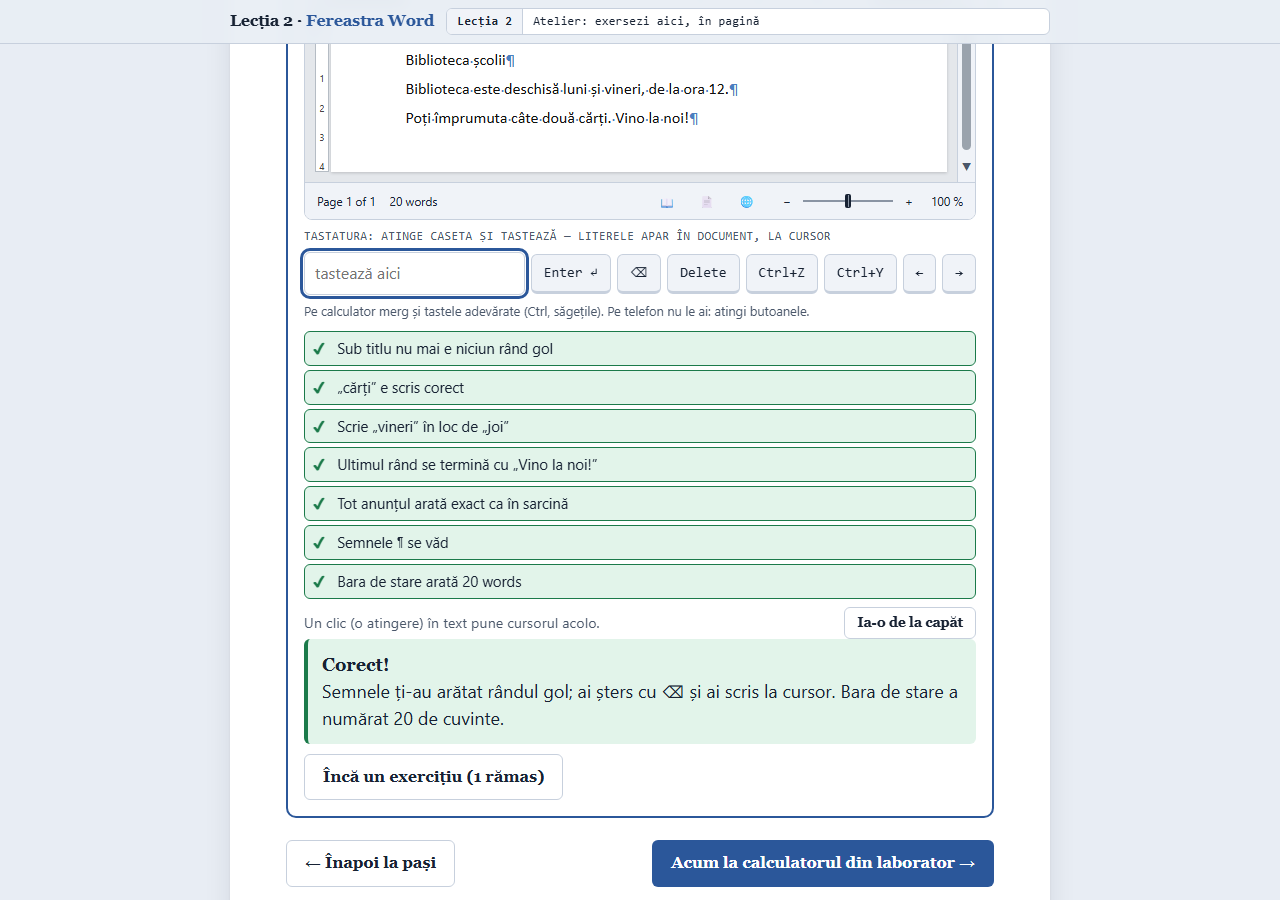 Lecția 2 · Fereastra Word
Lecția 2 Atelier: exersezi aici, în pagină
Biblioteca·școlii¶
1
Biblioteca·este·deschisă·luni·și·vineri,·de·la·ora·12.¶
2
Poți·împrumuta·câte·două·cărți.·Vino·la·noi!¶
3
4
▼
Page 1 of 1 20 words − + 100 %
TASTATURA: ATINGE CASETA ȘI TASTEAZĂ — LITERELE APAR ÎN DOCUMENT, LA CURSOR
tastează aici Enter ↲ ⌫ Delete Ctrl+Z Ctrl+Y ← →
Pe calculator merg și tastele adevărate (Ctrl, săgețile). Pe telefon nu le ai: atingi butoanele.
✔ Sub titlu nu mai e niciun rând gol
✔ „cărți” e scris corect
✔ Scrie „vineri” în loc de „joi”
✔ Ultimul rând se termină cu „Vino la noi!”
✔ Tot anunțul arată exact ca în sarcină
✔ Semnele ¶ se văd
✔ Bara de stare arată 20 words
Un clic (o atingere) în text pune cursorul acolo. Ia-o de la capăt
Corect!
Semnele ți-au arătat rândul gol; ai șters cu ⌫ și ai scris la cursor. Bara de stare a
numărat 20 de cuvinte.
Încă un exercițiu (1 rămas)
← Înapoi la pași Acum la calculatorul din laborator →